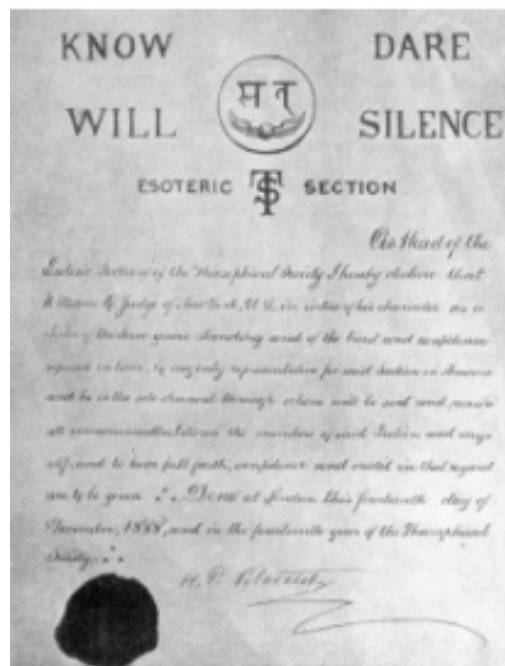 KNOW DARE
सत्
WILL SILENCE
ESOTERIC TS SECTION
As Head of the
Esoteric Section of the Theosophical Society I hereby declare that
William Q. Judge of New York, U.S., in virtue of his character as a
chela of thirteen years standing and of the trust and confidence
reposed in him, is my only representative for said Section in America
and he is the sole channel through whom will be sent and received
all communications between the members of said Section and myself
and to him full faith, confidence and credit in that regard
are to be given ∴ Done at London this fourteenth day of
November, 1888, and in the fourteenth year of the Theosophical
Society. ∴
H. P. Blavatsky